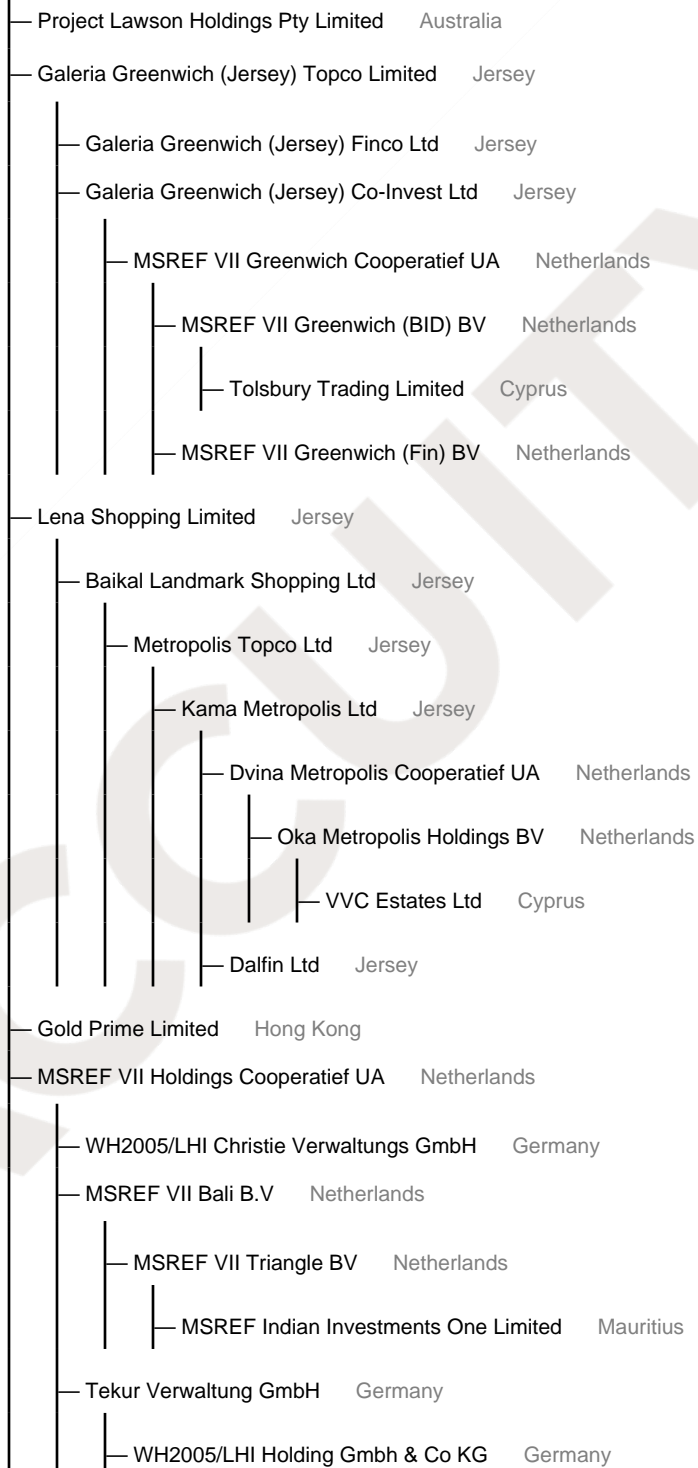 Project Lawson Holdings Pty Limited Australia
Galeria Greenwich (Jersey) Topco Limited Jersey
Galeria Greenwich (Jersey) Finco Ltd Jersey
Galeria Greenwich (Jersey) Co-Invest Ltd Jersey
MSREF VII Greenwich Cooperatief UA Netherlands
MSREF VII Greenwich (BID) BV Netherlands
Tolsbury Trading Limited Cyprus
MSREF VII Greenwich (Fin) BV Netherlands
Lena Shopping Limited Jersey
Baikal Landmark Shopping Ltd Jersey
Metropolis Topco Ltd Jersey
Kama Metropolis Ltd Jersey
Dvina Metropolis Cooperatief UA Netherlands
Oka Metropolis Holdings BV Netherlands
VVC Estates Ltd Cyprus
Dalfin Ltd Jersey
Gold Prime Limited Hong Kong
MSREF VII Holdings Cooperatief UA Netherlands
WH2005/LHI Christie Verwaltungs GmbH Germany
MSREF VII Bali B.V Netherlands
MSREF VII Triangle BV Netherlands
MSREF Indian Investments One Limited Mauritius
Tekur Verwaltung GmbH Germany
WH2005/LHI Holding Gmbh & Co KG Germany
ACCUITY